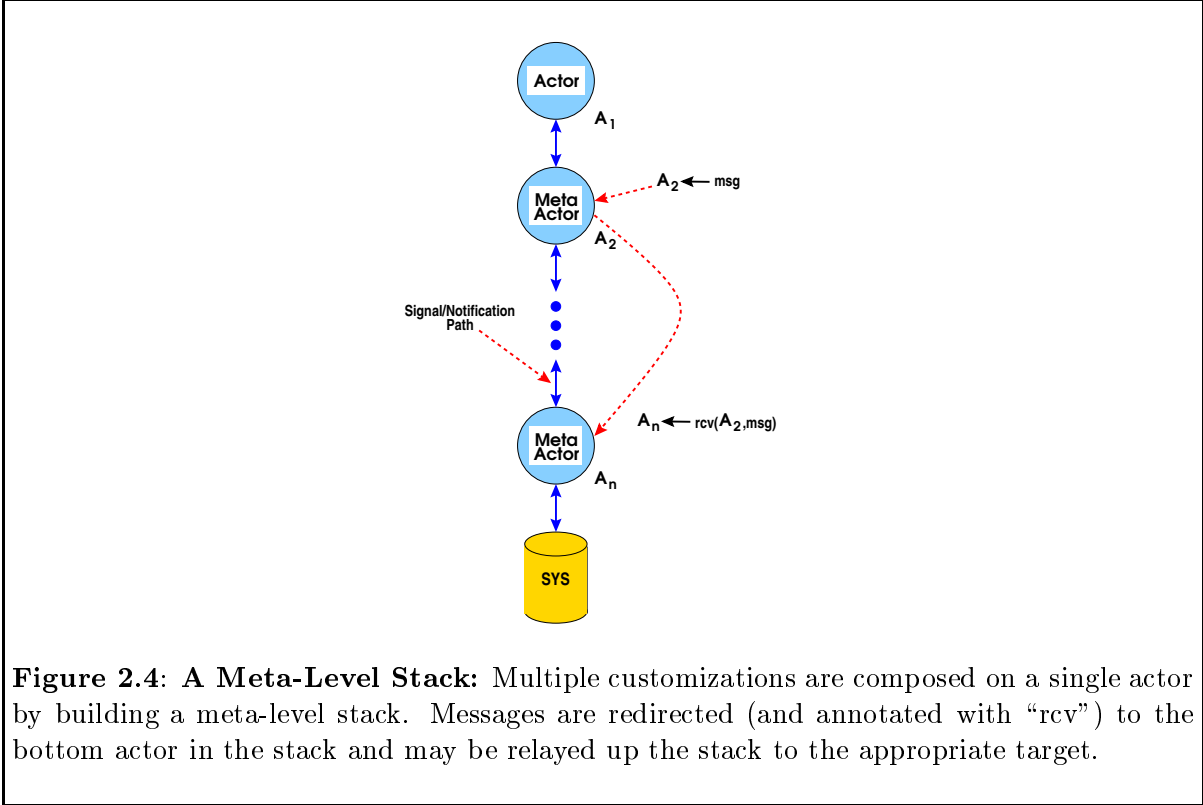 Actor
A1
A2 ← msg
Meta
Actor
A2
Signal/Notification
Path
An ← rcv(A2,msg)
Meta
Actor
An
SYS
Figure 2.4: A Meta-Level Stack: Multiple customizations are composed on a single actor
by building a meta-level stack. Messages are redirected (and annotated with “rcv”) to the
bottom actor in the stack and may be relayed up the stack to the appropriate target.